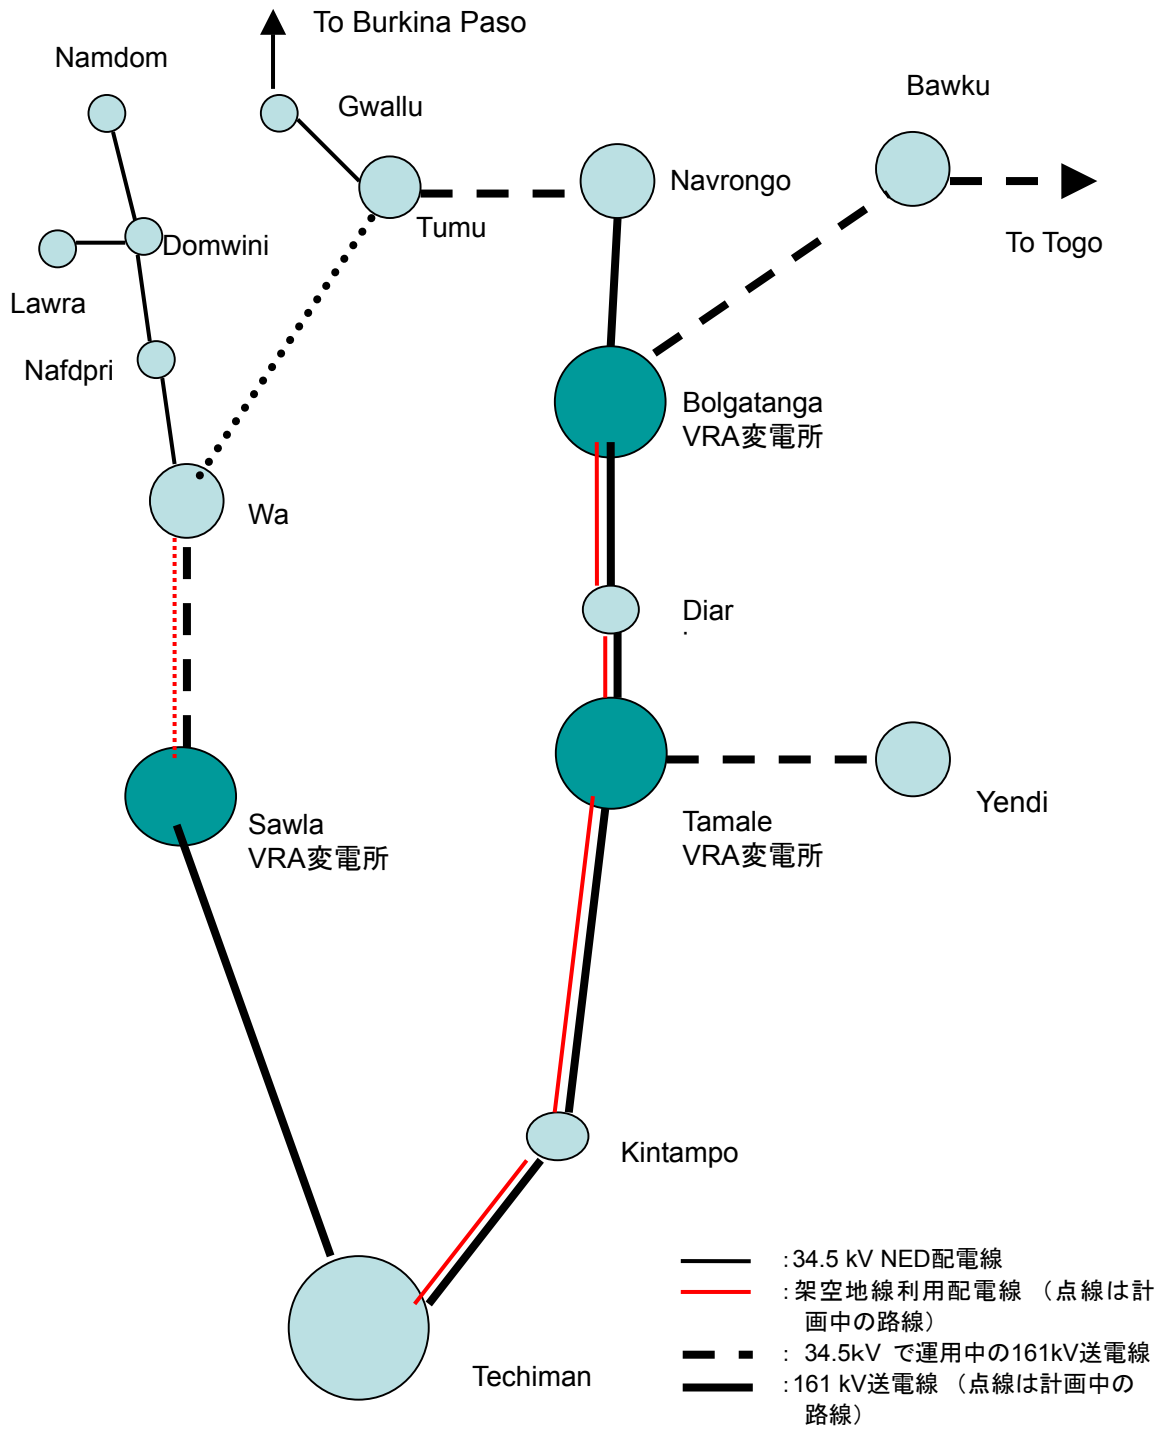 To Burkina Paso
Namdom
Bawku
Gwallu
Navrongo
Tumu
Domwini
To Togo
Lawra
Nafdpri
Bolgatanga
VRA変電所
Wa
Diar
Yendi
Sawla
VRA変電所
Tamale
VRA変電所
Kintampo
Techiman
:34.5 kV NED配電線
:架空地線利用配電線 (点線は計
画中の路線)
: 34.5kV で運用中の161kV送電線
:161 kV送電線 (点線は計画中の
路線)